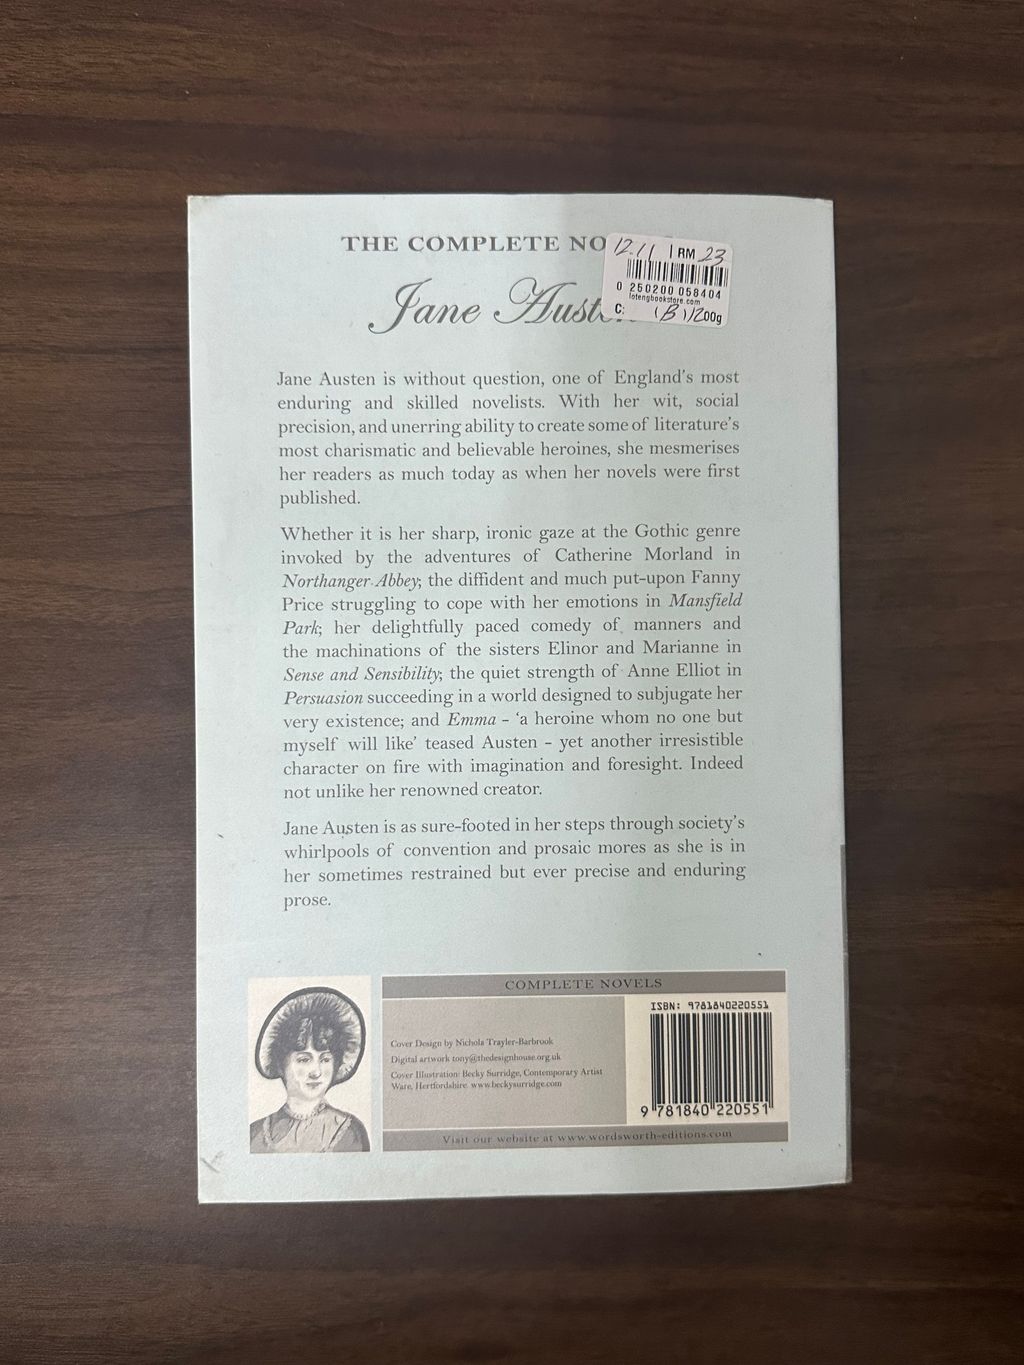 THE COMPLETE NO
12.11 | RM 23
0 250200 058404
lotengbookstore.com
C: (B) 1200g
Jane Aust
Jane Austen is without question, one of England's most
enduring and skilled novelists. With her wit, social
precision, and unerring ability to create some of literature's
most charismatic and believable heroines, she mesmerises
her readers as much today as when her novels were first
published.
Whether it is her sharp, ironic gaze at the Gothic genre
invoked by the adventures of Catherine Morland in
Northanger Abbey; the diffident and much put-upon Fanny
Price struggling to cope with her emotions in Mansfield
Park; her delightfully paced comedy of manners and
the machinations of the sisters Elinor and Marianne in
Sense and Sensibility; the quiet strength of Anne Elliot in
Persuasion succeeding in a world designed to subjugate her
very existence; and Emma – 'a heroine whom no one but
myself will like' teased Austen – yet another irresistible
character on fire with imagination and foresight. Indeed
not unlike her renowned creator.
Jane Austen is as sure-footed in her steps through society's
whirlpools of convention and prosaic mores as she is in
her sometimes restrained but ever precise and enduring
prose.
COMPLETE NOVELS
Cover Design by Nichola Trayler-Barbrook
Digital artwork tony@thedesignhouse.org.uk
Cover Illustration: Becky Surridge, Contemporary Artist
Ware, Hertfordshire www.beckysurridge.com
ISBN: 9781840220551
9 781840 220551
Visit our website at www.wordsworth-editions.com